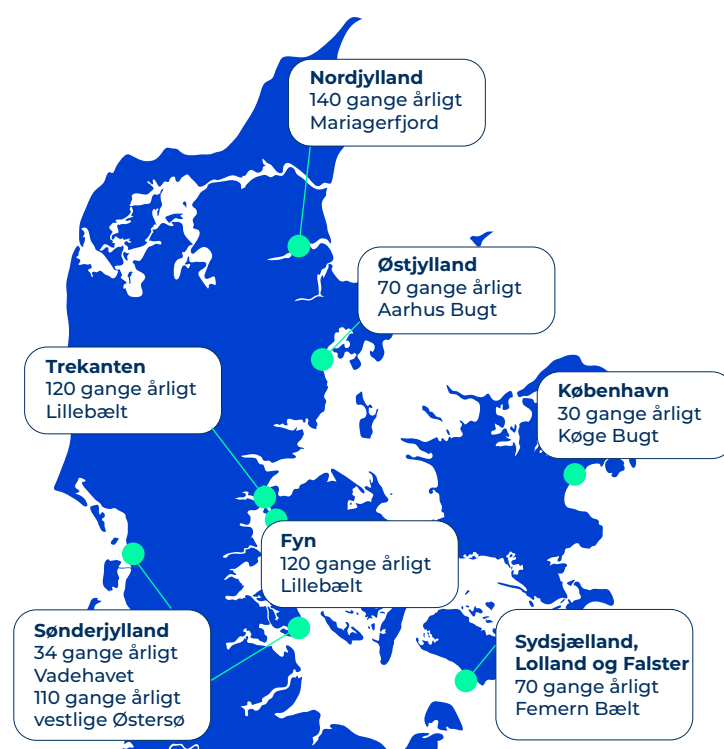 Nordjylland
140 gange årligt
Mariagerfjord
Østjylland
70 gange årligt
Aarhus Bugt
Trekanten
120 gange årligt
Lillebælt
København
30 gange årligt
Køge Bugt
Fyn
120 gange årligt
Lillebælt
Sønderjylland
34 gange årligt
Vadehavet
110 gange årligt
vestlige Østersø
Sydsjælland,
Lolland og Falster
70 gange årligt
Femern Bælt